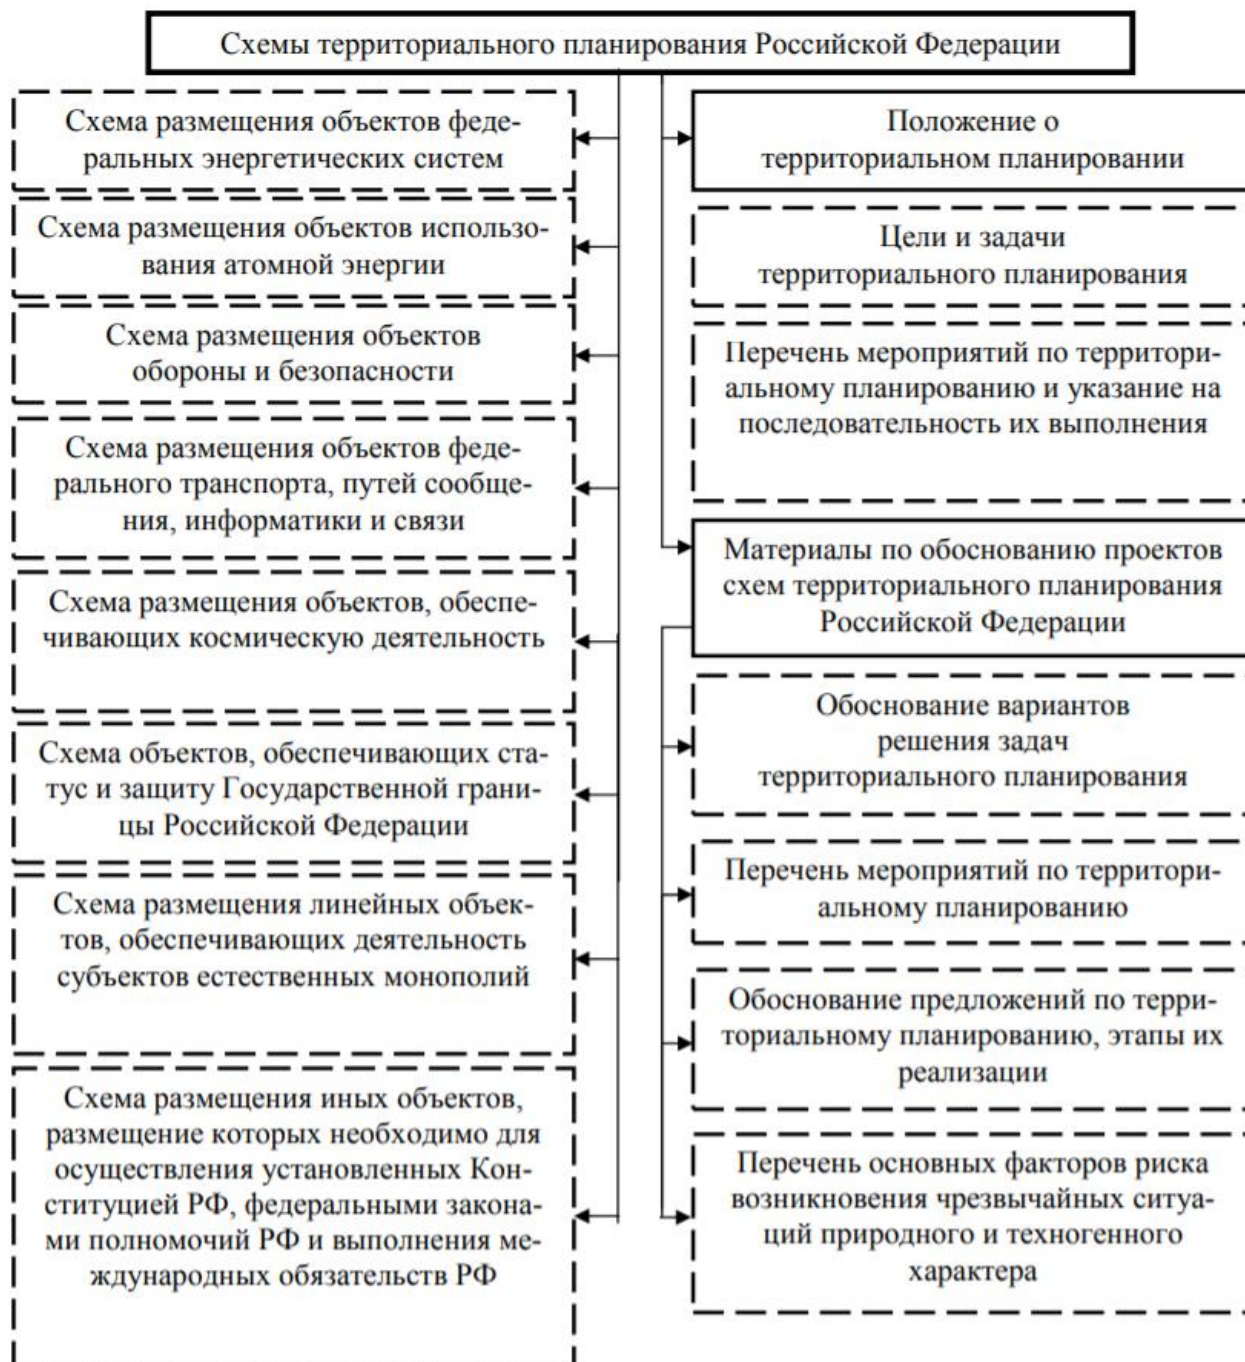 Схемы территориального планирования Российской Федерации
Схема размещения объектов феде-
ральных энергетических систем
Схема размещения объектов использо-
вания атомной энергии
Схема размещения объектов
обороны и безопасности
Схема размещения объектов феде-
рального транспорта, путей сообще-
ния, информатики и связи
Схема размещения объектов, обеспе-
чивающих космическую деятельность
Схема объектов, обеспечивающих ста-
тус и защиту Государственной грани-
цы Российской Федерации
Схема размещения линейных объек-
тов, обеспечивающих деятельность
субъектов естественных монополий
Схема размещения иных объектов,
размещение которых необходимо для
осуществления установленных Кон-
ституцией РФ, федеральными закона-
ми полномочий РФ и выполнения ме-
ждународных обязательств РФ
Положение о
территориальном планировании
Цели и задачи
территориального планирования
Перечень мероприятий по территори-
альному планированию и указание на
последовательность их выполнения
Материалы по обоснованию проектов
схем территориального планирования
Российской Федерации
Обоснование вариантов
решения задач
территориального планирования
Перечень мероприятий по территори-
альному планированию
Обоснование предложений по терри-
ториальному планированию, этапы их
реализации
Перечень основных факторов риска
возникновения чрезвычайных ситуа-
ций природного и техногенного
характера